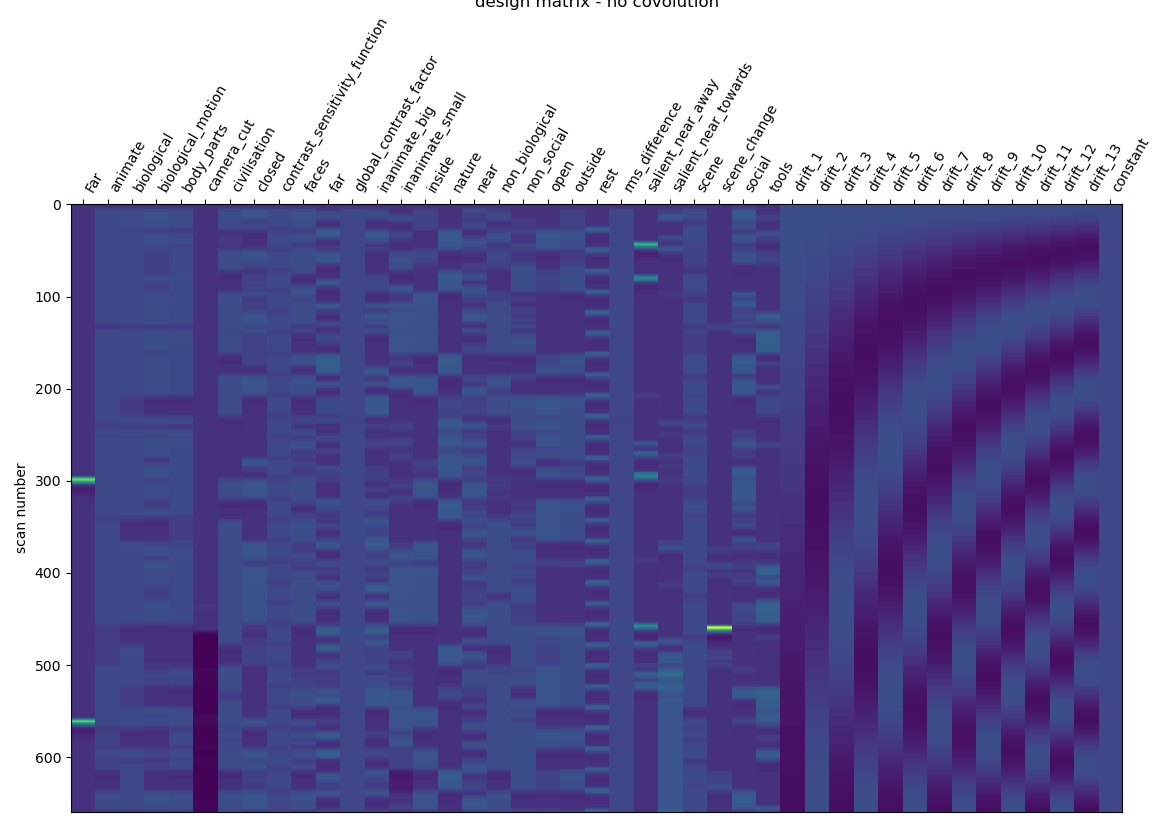 design matrix - no covolution
Far
animate
biological
biological_motion
body_parts
camera_cut
civilisation
closed
contrast_sensitivity_function
faces
far
global_contrast_factor
inanimate_big
inanimate_small
inside
nature
near
non_biological
non_social
open
outside
rest
rms_difference
salient_near_away
salient_near_towards
scene
scene_change
social
tools
drift_1
drift_2
drift_3
drift_4
drift_5
drift_6
drift_7
drift_8
drift_9
drift_10
drift_11
drift_12
drift_13
constant
0
100
200
300
400
500
600
scan number